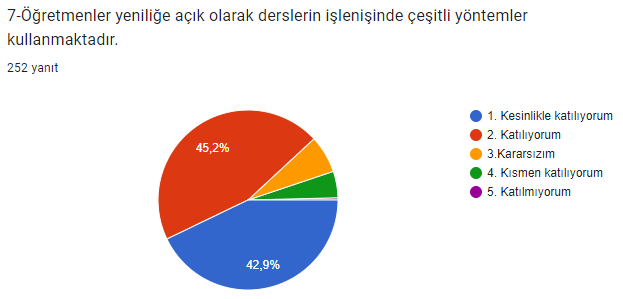 7-Öğretmenler yeniliğe açık olarak derslerin işlenişinde çeşitli yöntemler
kullanmaktadır.
252 yanıt
1. Kesinlikle katılıyorum
2. Katılıyorum
3.Kararsızım
4. Kısmen katılıyorum
5. Katılmıyorum
45,2%
42,9%